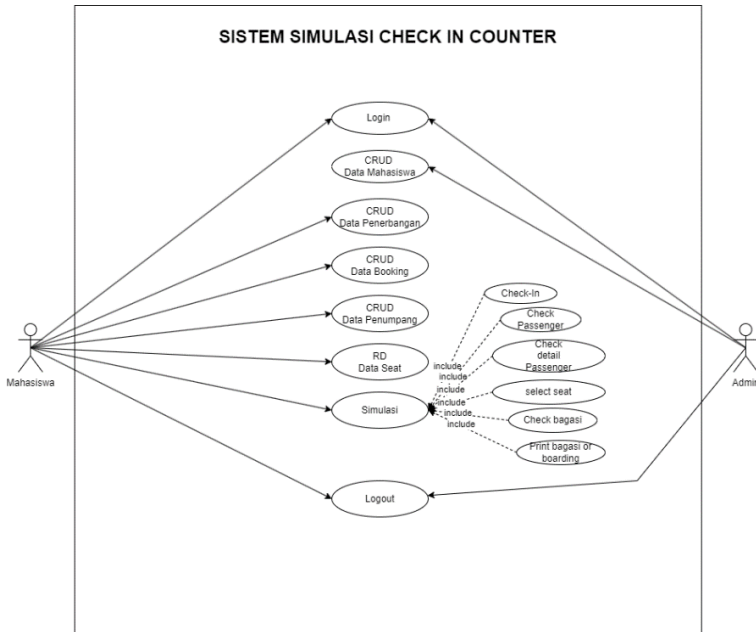 SISTEM SIMULASI CHECK IN COUNTER
Login
CRUD
Data Mahasiswa
CRUD
Data Penerbangan
CRUD
Data Booking
CRUD
Data Penumpang
RD
Data Seat
Simulasi
Logout
Check-In
Check
Passenger
Check
detail
Passenger
select seat
Check bagasi
Print bagasi or
boarding
include
include
include
include
include
include
Mahasiswa
Admin